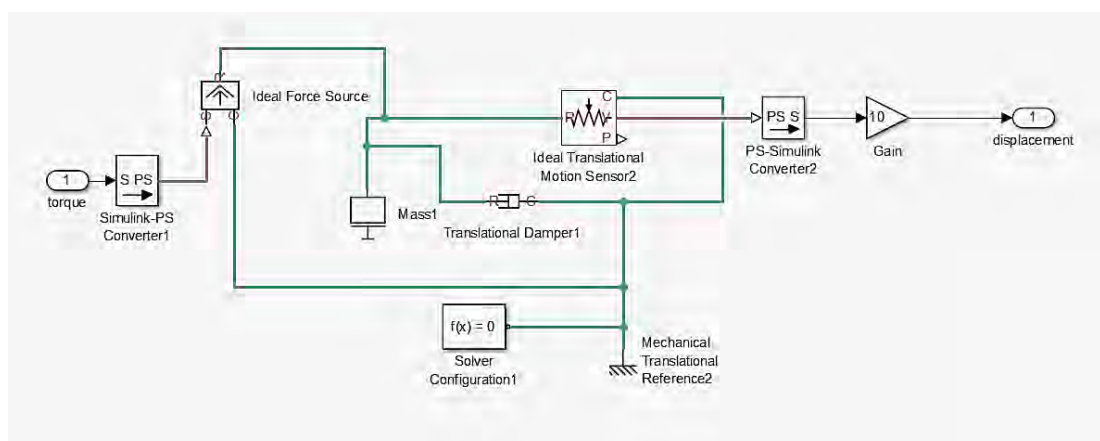 Ideal Force Source
R
S
C
1
torque
S PS
Simulink-PS
Converter1
Mass1
R
C
V
P
Ideal Translational
Motion Sensor2
R
C
Translational Damper1
PS S
PS-Simulink
Converter2
10
Gain
1
displacement
f(x) = 0
Solver
Configuration1
Mechanical
Translational
Reference2